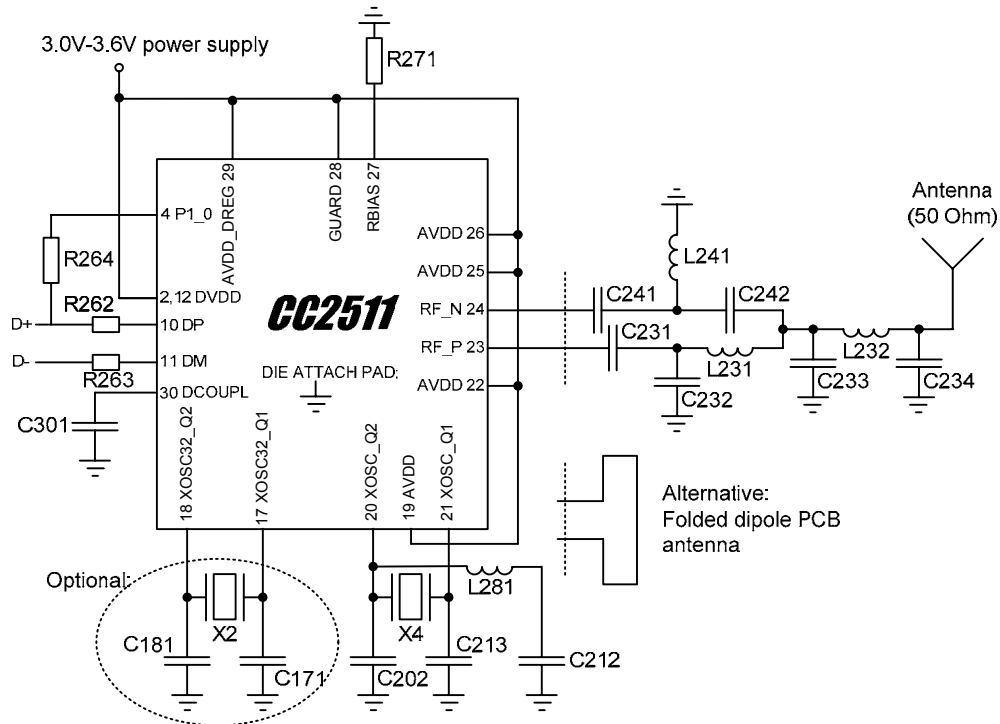 3.0V-3.6V power supply
R271
AVDD_DREG 29
GUARD 28
RBIAS 27
4 P1_0
R264
2,12 DVDD
R262
D+
10 DP
D-
11 DM
R263
30 DCOUPL
C301
CC2511
DIE ATTACH PAD:
AVDD 26
AVDD 25
RF_N 24
RF_P 23
AVDD 22
18 XOSC32_Q2
17 XOSC32_Q1
20 XOSC_Q2
19 AVDD
21 XOSC_Q1
Antenna
(50 Ohm)
L241
C241
C242
C231
L231
L232
C232
C233
C234
Alternative:
Folded dipole PCB
antenna
Optional:
X2
C181
C171
X4
L281
C202
C213
C212